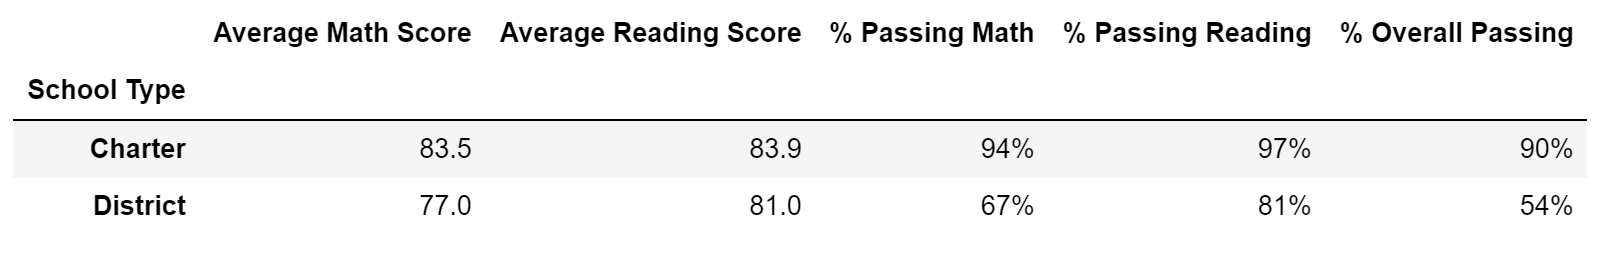 Average Math Score Average Reading Score % Passing Math % Passing Reading % Overall Passing
School Type
Charter 83.5 83.9 94% 97% 90%
District 77.0 81.0 67% 81% 54%